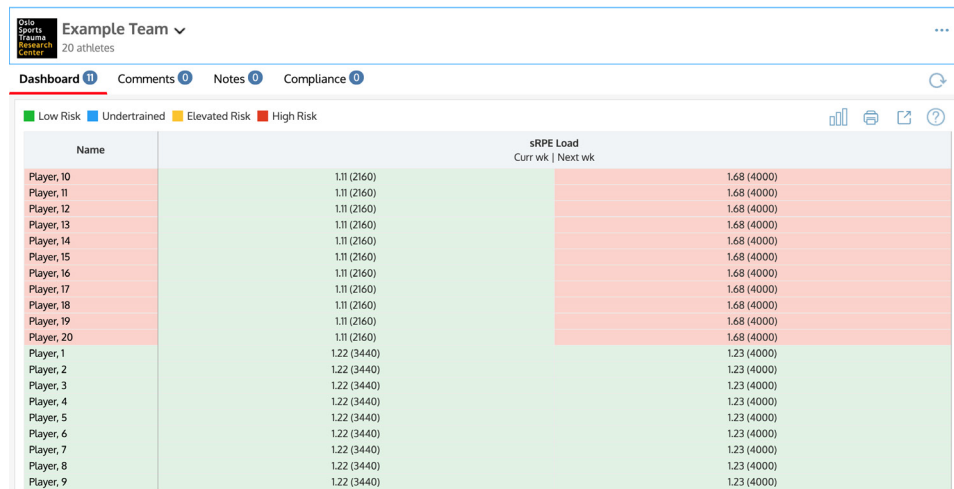 Oslo
Sports
Trauma
Research
Center
Example Team
20 athletes
Dashboard 11 Comments 0 Notes 0 Compliance 0
Low Risk Undertrained Elevated Risk High Risk
Name
sRPE Load
Curr wk | Next wk
Player, 10 1.11 (2160) 1.68 (4000)
Player, 11 1.11 (2160) 1.68 (4000)
Player, 12 1.11 (2160) 1.68 (4000)
Player, 13 1.11 (2160) 1.68 (4000)
Player, 14 1.11 (2160) 1.68 (4000)
Player, 15 1.11 (2160) 1.68 (4000)
Player, 16 1.11 (2160) 1.68 (4000)
Player, 17 1.11 (2160) 1.68 (4000)
Player, 18 1.11 (2160) 1.68 (4000)
Player, 19 1.11 (2160) 1.68 (4000)
Player, 20 1.11 (2160) 1.68 (4000)
Player, 1 1.22 (3440) 1.23 (4000)
Player, 2 1.22 (3440) 1.23 (4000)
Player, 3 1.22 (3440) 1.23 (4000)
Player, 4 1.22 (3440) 1.23 (4000)
Player, 5 1.22 (3440) 1.23 (4000)
Player, 6 1.22 (3440) 1.23 (4000)
Player, 7 1.22 (3440) 1.23 (4000)
Player, 8 1.22 (3440) 1.23 (4000)
Player, 9 1.22 (3440) 1.23 (4000)